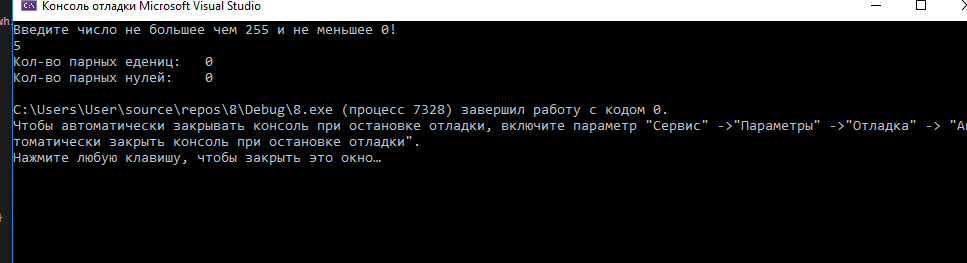 Консоль отладки Microsoft Visual Studio
Введите число не большее чем 255 и не меньшее 0!
5
Кол-во парных едениц:   0
Кол-во парных нулей:    0
C:\Users\User\source\repos\8\Debug\8.exe (процесс 7328) завершил работу с кодом 0.
Чтобы автоматически закрывать консоль при остановке отладки, включите параметр "Сервис" ->"Параметры" ->"Отладка" -> "Ав
томатически закрыть консоль при остановке отладки".
Нажмите любую клавишу, чтобы закрыть это окно…